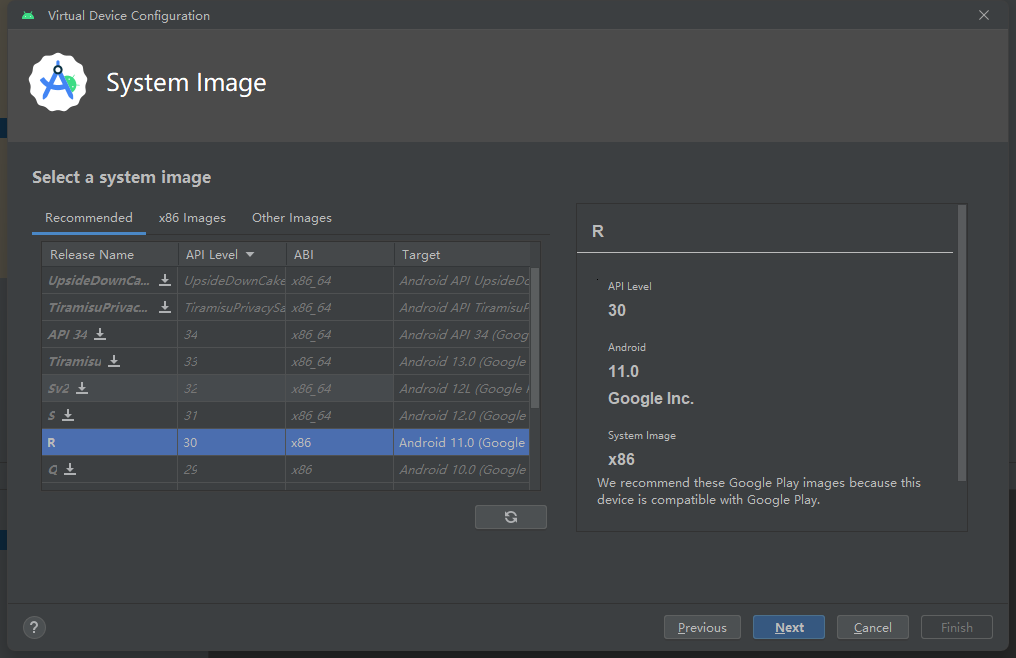 Virtual Device Configuration
System Image
Select a system image
Recommended x86 Images Other Images
Release Name API Level ABI Target
UpsideDownCa... UpsideDownCake x86_64 Android API UpsideDo
TiramisuPrivac... TiramisuPrivacySa x86_64 Android API TiramisuP
API 34 34 x86_64 Android API 34 (Goog
Tiramisu 33 x86_64 Android 13.0 (Google
Sv2 32 x86_64 Android 12L (Google
S 31 x86_64 Android 12.0 (Google
R 30 x86 Android 11.0 (Google
Q 29 x86 Android 10.0 (Google
R
API Level
30
Android
11.0
Google Inc.
System Image
x86
We recommend these Google Play images because this
device is compatible with Google Play.
? Previous Next Cancel Finish